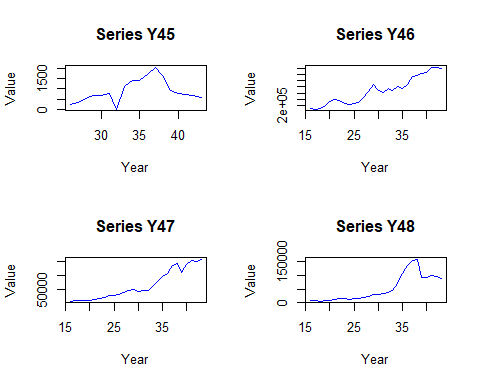 Series Y45
Value
0 1500
30 35 40
Year
Series Y46
Value
2e+05
15 25 35
Year
Series Y47
Value
50000
15 25 35
Year
Series Y48
Value
0 150000
15 25 35
Year